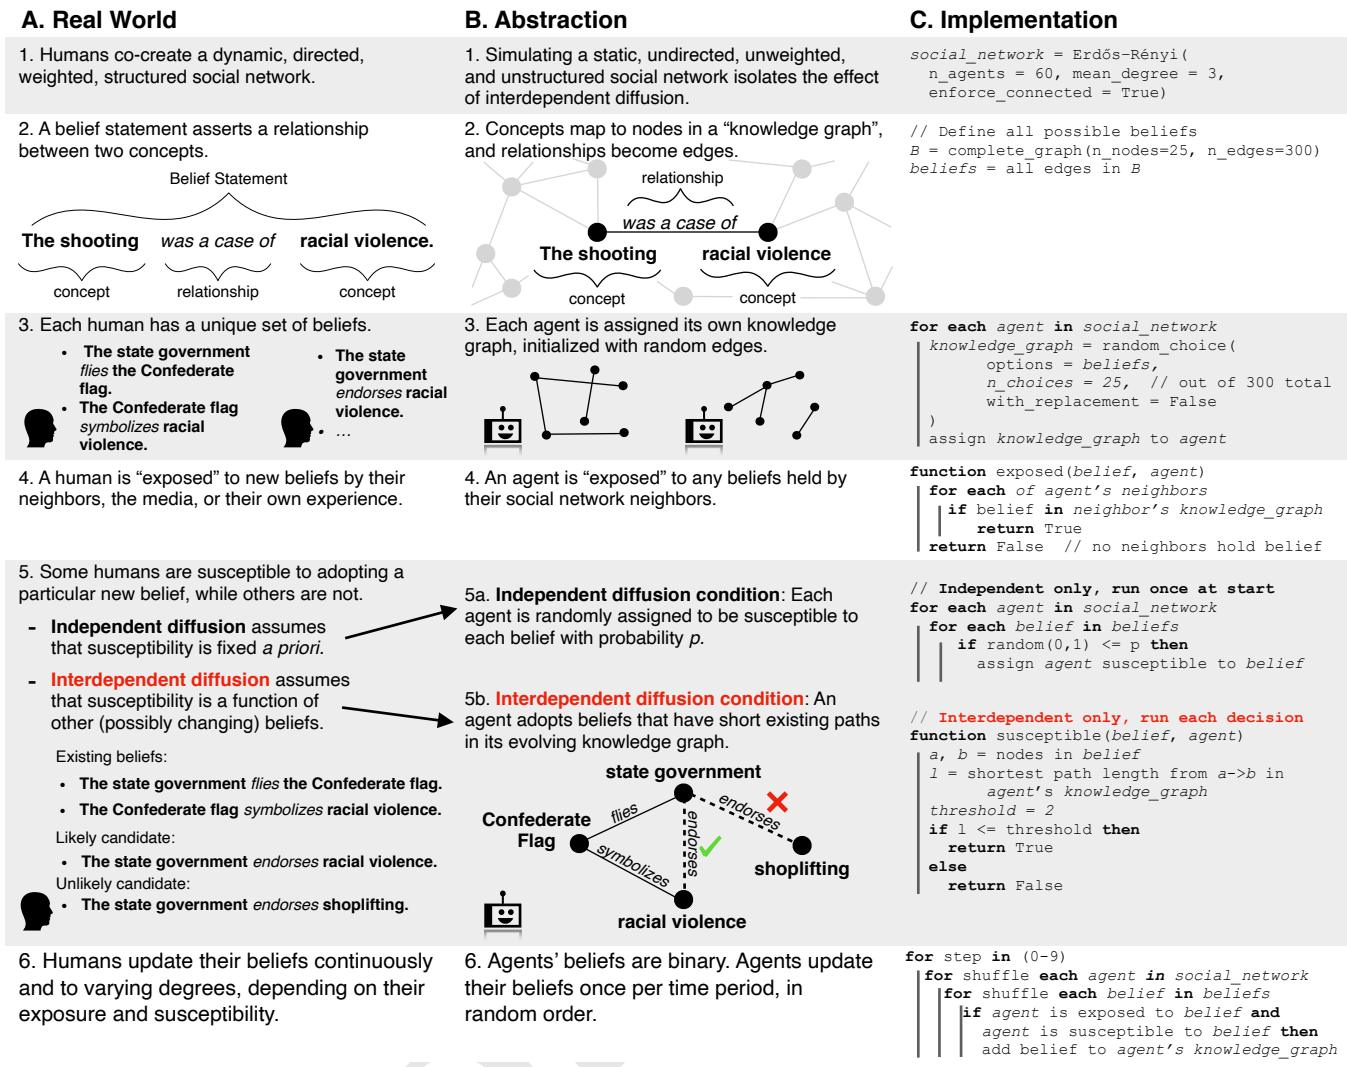 A. Real World
B. Abstraction
C. Implementation
1. Humans co-create a dynamic, directed,
weighted, structured social network.
1. Simulating a static, undirected, unweighted,
and unstructured social network isolates the effect
of interdependent diffusion.
social_network = Erdős–Rényi(
n_agents = 60, mean_degree = 3,
enforce_connected = True)
2. A belief statement asserts a relationship
between two concepts.
Belief Statement
The shooting was a case of racial violence.
concept relationship concept
2. Concepts map to nodes in a “knowledge graph”,
and relationships become edges.
relationship
was a case of
The shooting racial violence
concept concept
// Define all possible beliefs
B = complete_graph(n_nodes=25, n_edges=300)
beliefs = all edges in B
3. Each human has a unique set of beliefs.
• The state government
flies the Confederate
flag.
• The Confederate flag
symbolizes racial
violence.
• The state
government
endorses racial
violence.
• …
3. Each agent is assigned its own knowledge
graph, initialized with random edges.
for each agent in social_network
knowledge_graph = random_choice(
options = beliefs,
n_choices = 25, // out of 300 total
with_replacement = False
)
assign knowledge_graph to agent
4. A human is “exposed” to new beliefs by their
neighbors, the media, or their own experience.
4. An agent is “exposed” to any beliefs held by
their social network neighbors.
function exposed(belief, agent)
for each of agent's neighbors
if belief in neighbor's knowledge_graph
return True
return False // no neighbors hold belief
5. Some humans are susceptible to adopting a
particular new belief, while others are not.
- Independent diffusion assumes
that susceptibility is fixed a priori.
- Interdependent diffusion assumes
that susceptibility is a function of
other (possibly changing) beliefs.
Existing beliefs:
• The state government flies the Confederate flag.
• The Confederate flag symbolizes racial violence.
Likely candidate:
• The state government endorses racial violence.
Unlikely candidate:
• The state government endorses shoplifting.
5a. Independent diffusion condition: Each
agent is randomly assigned to be susceptible to
each belief with probability p.
5b. Interdependent diffusion condition: An
agent adopts beliefs that have short existing paths
in its evolving knowledge graph.
state government
flies
endorses
endorses
Confederate
Flag
symbolizes
shoplifting
racial violence
// Independent only, run once at start
for each agent in social_network
for each belief in beliefs
if random(0,1) <= p then
assign agent susceptible to belief
// Interdependent only, run each decision
function susceptible(belief, agent)
a, b = nodes in belief
l = shortest path length from a->b in
agent's knowledge_graph
threshold = 2
if l <= threshold then
return True
else
return False
6. Humans update their beliefs continuously
and to varying degrees, depending on their
exposure and susceptibility.
6. Agents’ beliefs are binary. Agents update
their beliefs once per time period, in
random order.
for step in (0-9)
for shuffle each agent in social_network
for shuffle each belief in beliefs
if agent is exposed to belief and
agent is susceptible to belief then
add belief to agent's knowledge_graph